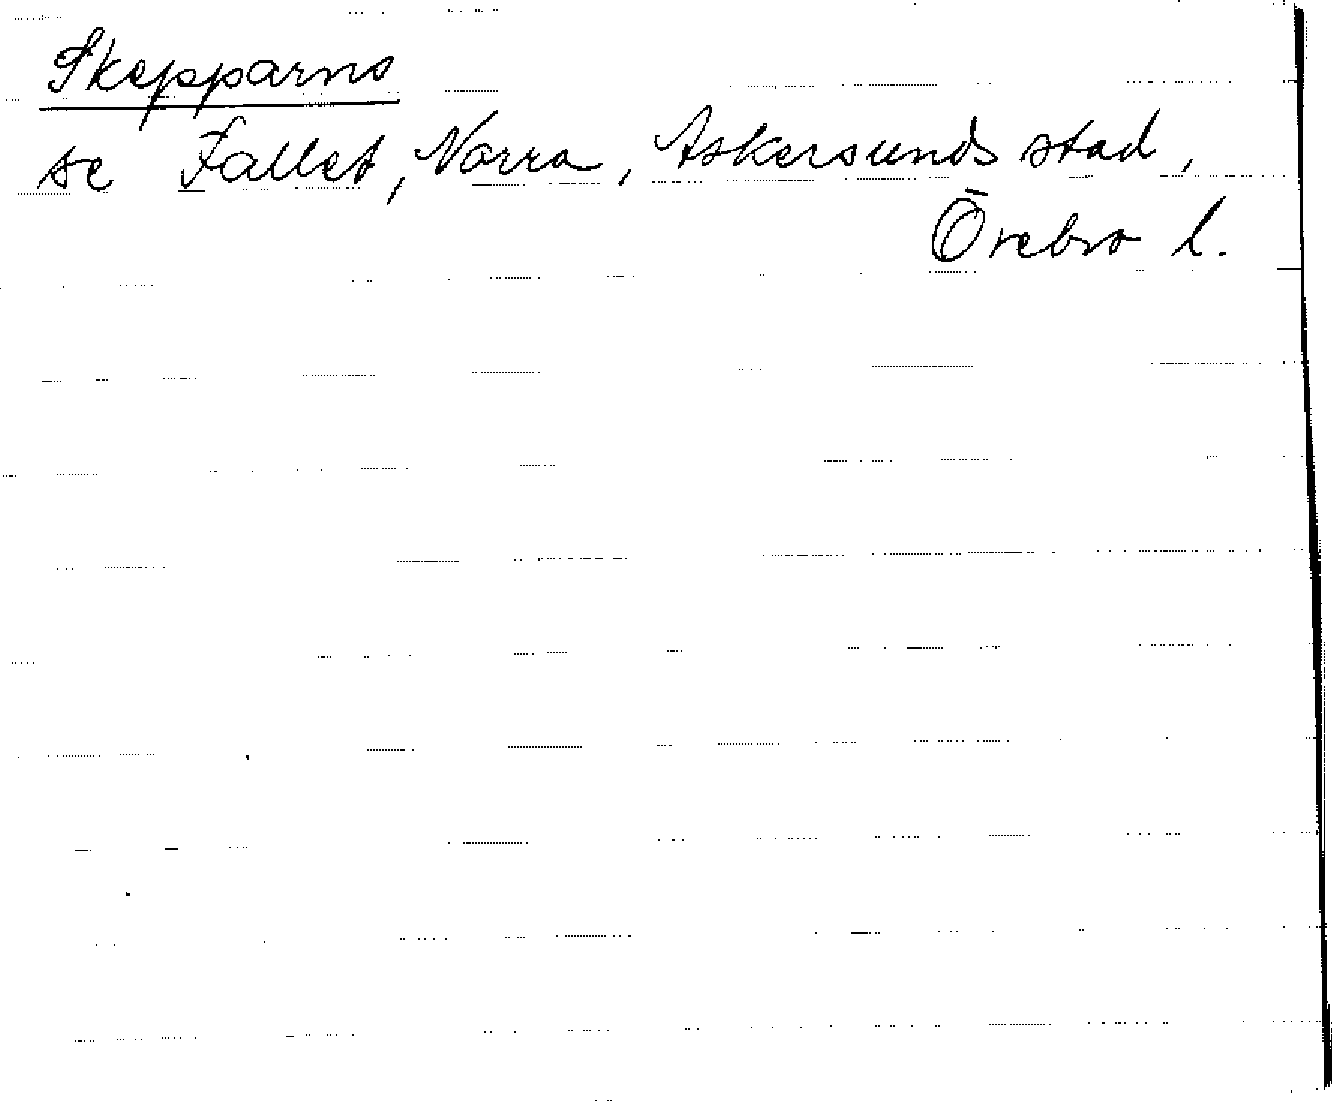 Skepparns
se Fallet, Norra, Askersunds stad,
Örebro l.